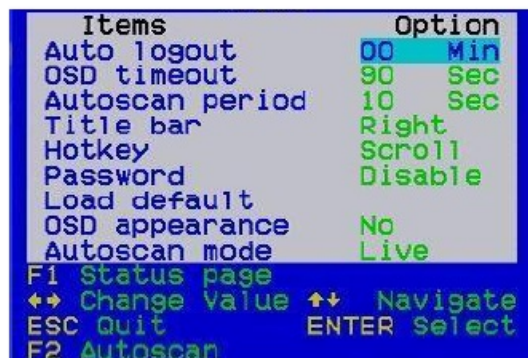 Items Option
Auto logout 00 Min
OSD timeout 90 Sec
Autoscan period 10 Sec
Title bar Right
Hotkey Scroll
Password Disable
Load default
OSD appearance No
Autoscan mode Live
F1 Status page
↔ Change Value ↕ Navigate
ESC Quit ENTER Select
F2 Autoscan